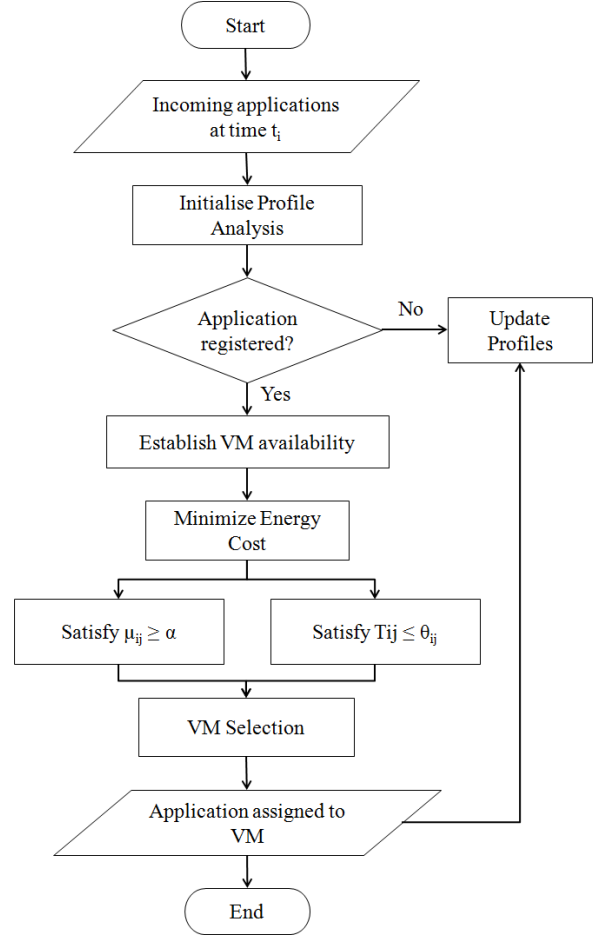 Start
Incoming applications
at time tᵢ
Initialise Profile
Analysis
Application
registered?
No
Update
Profiles
Yes
Establish VM availability
Minimize Energy
Cost
Satisfy μᵢⱼ ≥ α
Satisfy Tij ≤ θᵢⱼ
VM Selection
Application assigned to
VM
End